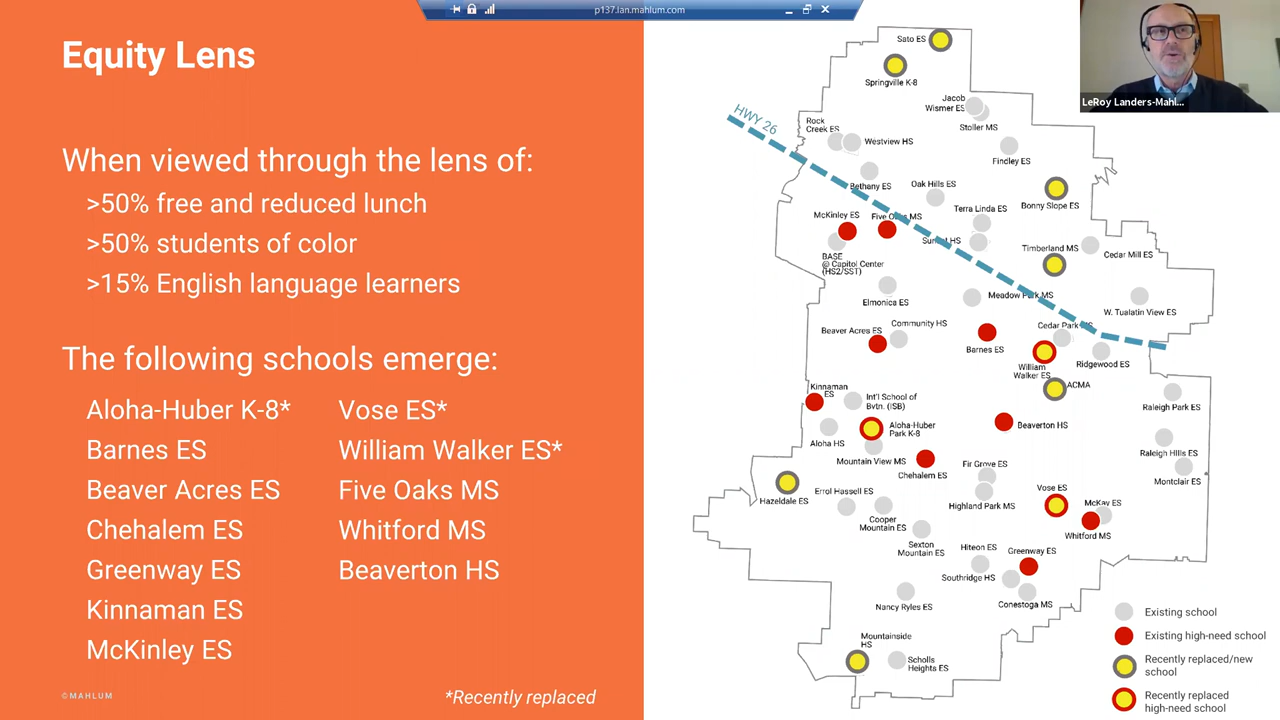 p137.lan.mahlum.com
Equity Lens
When viewed through the lens of:
>50% free and reduced lunch
>50% students of color
>15% English language learners
The following schools emerge:
Aloha-Huber K-8*
Barnes ES
Beaver Acres ES
Chehalem ES
Greenway ES
Kinnaman ES
McKinley ES
Vose ES*
William Walker ES*
Five Oaks MS
Whitford MS
Beaverton HS
©MAHLUM
*Recently replaced
LeRoy Landers-Mahl...
HWY 26
Sato ES
Springville K-8
Jacob
Wismer ES
Stoller MS
Rock
Creek ES
Westview HS
Findley ES
Bethany ES
Oak Hills ES
Bonny Slope ES
McKinley ES
Five Oaks MS
Terra Linda ES
Sunset HS
Timberland MS
Cedar Mill ES
BASE
@ Capitol Center
(HS2/SST)
Elmonica ES
Meadow Park MS
W. Tualatin View ES
Beaver Acres ES
Community HS
Barnes ES
Cedar Park MS
William
Walker ES
Ridgewood ES
ACMA
Kinnaman
ES
Int'l School of
Bvtn. (ISB)
Raleigh Park ES
Aloha HS
Aloha-Huber
Park K-8
Beaverton HS
Mountain View MS
Chehalem ES
Raleigh HIlls ES
Montclair ES
Hazeldale ES
Errol Hassell ES
Fir Grove ES
Highland Park MS
Vose ES
McKay ES
Whitford MS
Cooper
Mountain ES
Sexton
Mountain ES
Hiteon ES
Greenway ES
Southridge HS
Conestoga MS
Nancy Ryles ES
Mountainside
HS
Scholls
Heights ES
Existing school
Existing high-need school
Recently replaced/new
school
Recently replaced
high-need school